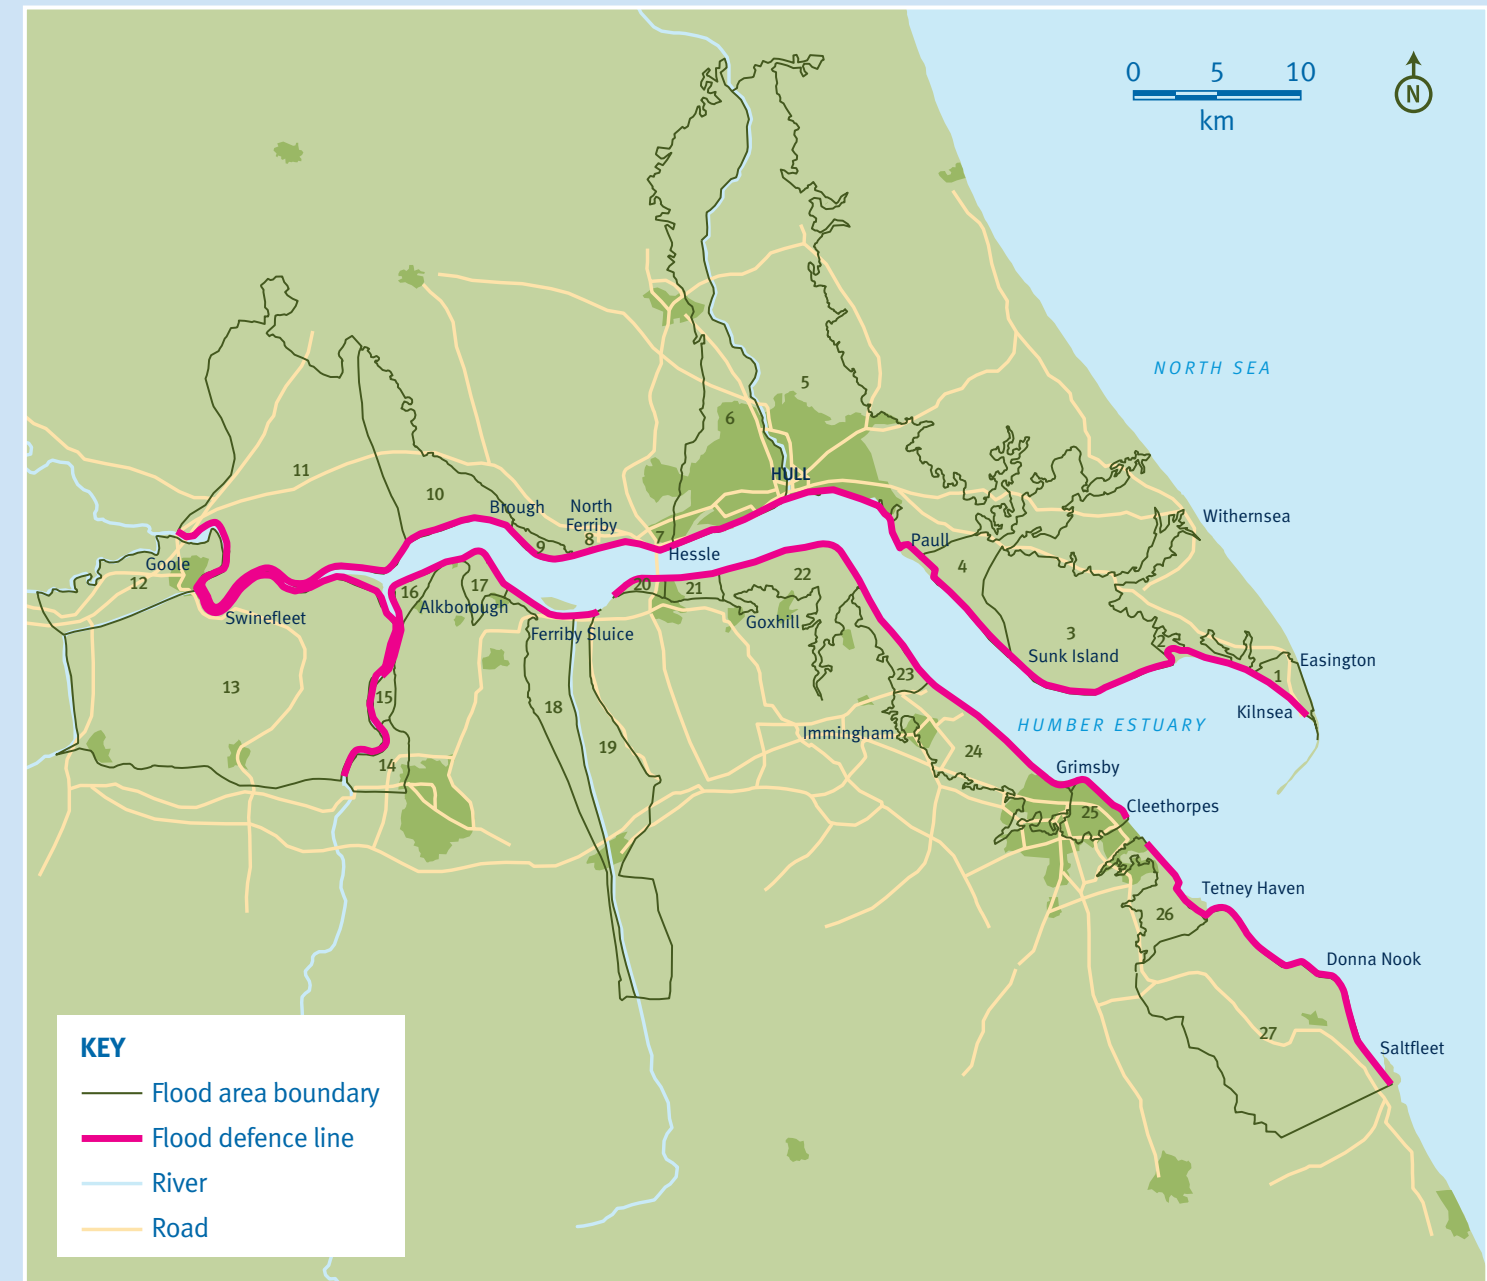 0 5 10
km
N
NORTH SEA
5
6
HULL
11
10
Brough
North
Ferriby
8
9
7
Hessle
Withernsea
Paull
4
Goole
12
16
17
Alkborough
20
21
22
Swinefleet
Ferriby Sluice
Goxhill
3
Sunk Island
2
Easington
1
Kilnsea
13
15
18
23
HUMBER ESTUARY
Immingham
19
24
14
Grimsby
25
Cleethorpes
Tetney Haven
26
Donna Nook
27
Saltfleet
KEY
Flood area boundary
Flood defence line
River
Road